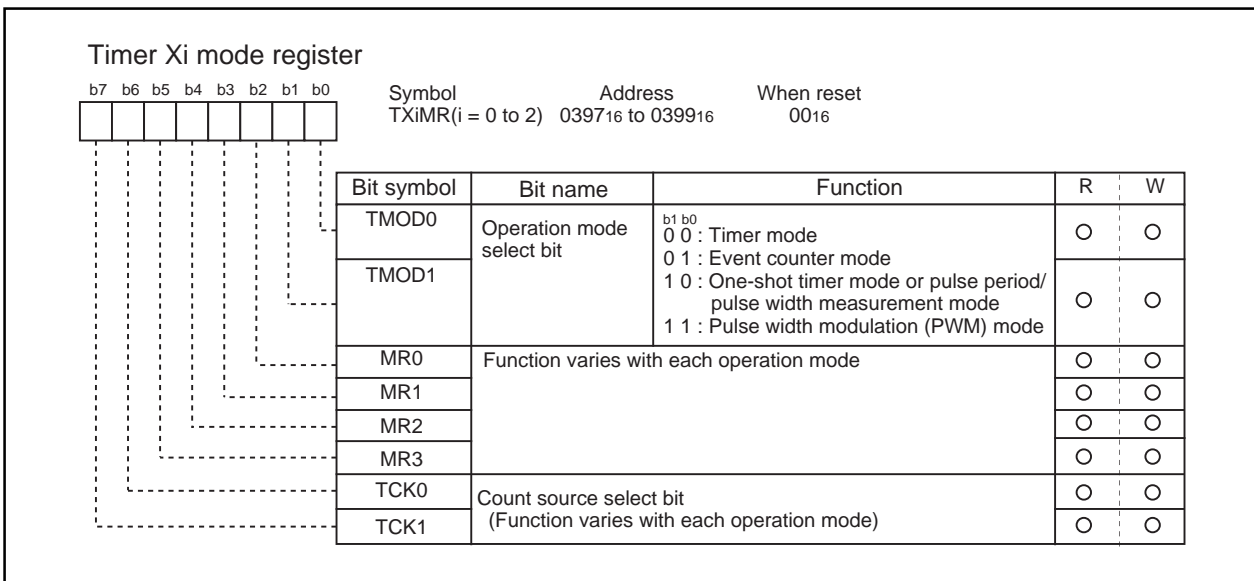 Timer Xi mode register
b7 b6 b5 b4 b3 b2 b1 b0
Symbol Address When reset
TXiMR(i = 0 to 2) 039716 to 039916 0016
Bit symbol Bit name Function R W
TMOD0 Operation mode select bit
b1 b0
0 0 : Timer mode
0 1 : Event counter mode
TMOD1
1 0 : One-shot timer mode or pulse period/
pulse width measurement mode
1 1 : Pulse width modulation (PWM) mode
MR0 Function varies with each operation mode
MR1
MR2
MR3
TCK0 Count source select bit
(Function varies with each operation mode)
TCK1